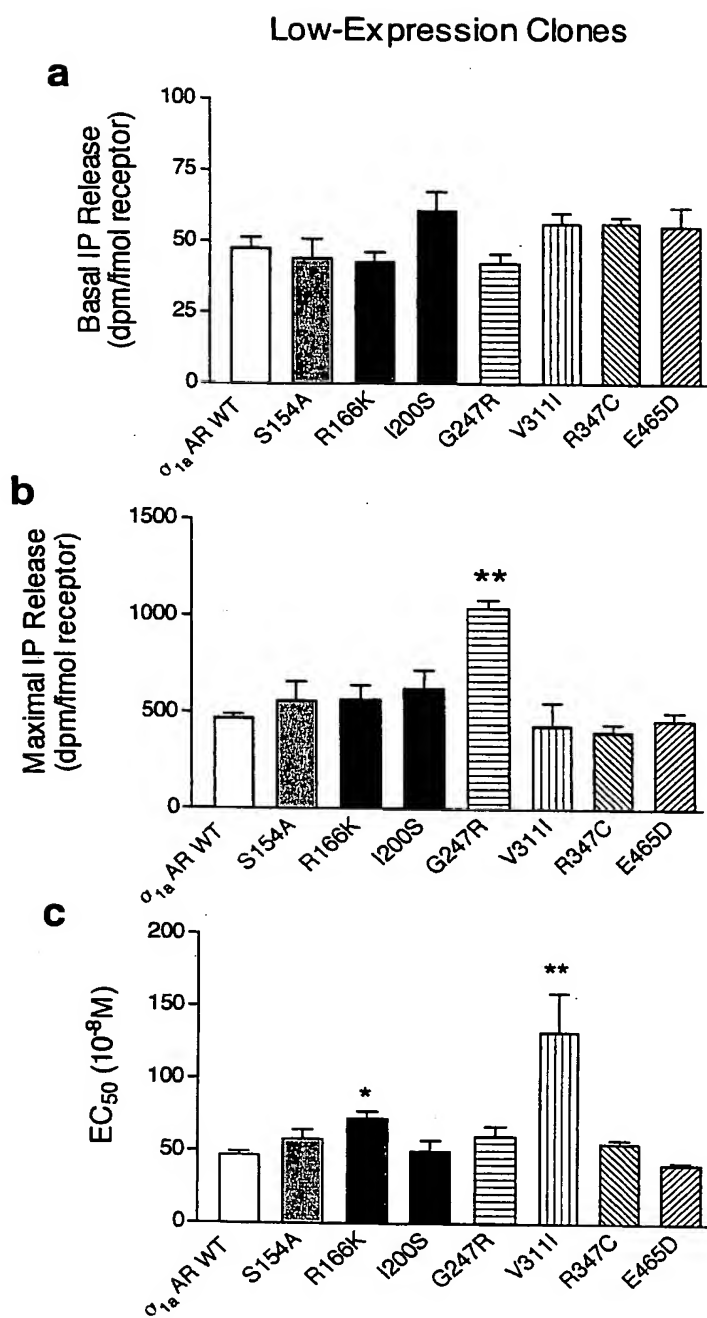 Low-Expression Clones
a
Basal IP Release
(dpm/fmol receptor)
100
75
50
25
0
σ1a AR WT
S154A
R166K
I200S
G247R
V311I
R347C
E465D
b
Maximal IP Release
(dpm/fmol receptor)
1500
1000
500
0
**
σ1a AR WT
S154A
R166K
I200S
G247R
V311I
R347C
E465D
c
EC50 (10-8M)
200
150
100
50
0
*
**
σ1a AR WT
S154A
R166K
I200S
G247R
V311I
R347C
E465D